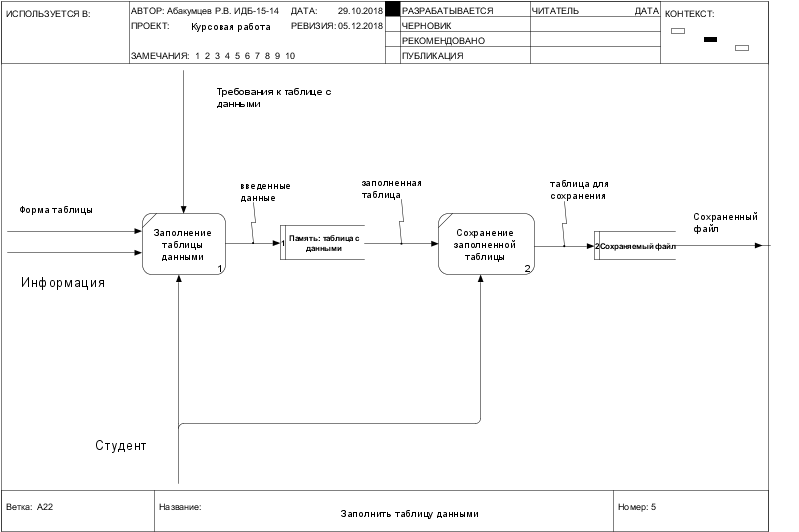 ИСПОЛЬЗУЕТСЯ В:
АВТОР: Абакумцев Р.В. ИДБ-15-14 ДАТА: 29.10.2018
ПРОЕКТ: Курсовая работа РЕВИЗИЯ: 05.12.2018
ЗАМЕЧАНИЯ: 1 2 3 4 5 6 7 8 9 10
РАЗРАБАТЫВАЕТСЯ
ЧЕРНОВИК
РЕКОМЕНДОВАНО
ПУБЛИКАЦИЯ
ЧИТАТЕЛЬ ДАТА
КОНТЕКСТ:
Требования к таблице с
данными
Форма таблицы
Информация
Заполнение
таблицы
данными
1
введенные
данные
1 Память: таблица с
данными
заполненная
таблица
Сохранение
заполненной
таблицы
2
таблица для
сохранения
2 Сохраняемый файл
Сохраненный
файл
Студент
Ветка: A22
Название:
Заполнить таблицу данными
Номер: 5